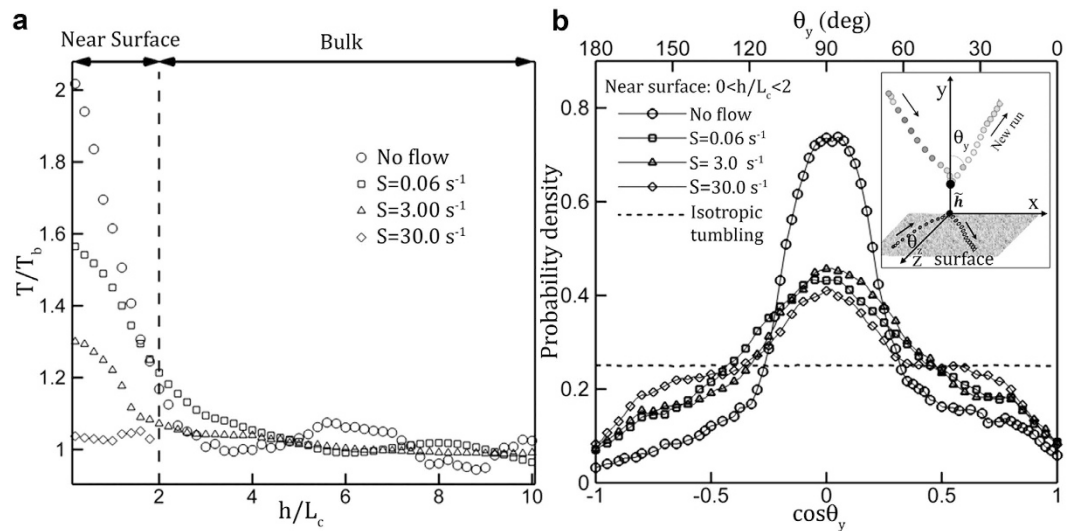 a
Near Surface
Bulk
2
1.8
1.6
1.4
1.2
1
T/T_b
No flow
S=0.06 s⁻¹
S=3.00 s⁻¹
S=30.0 s⁻¹
0
2
4
6
8
10
h/L_c
b
θ_y (deg)
180
150
120
90
60
30
0
Near surface: 0<h/L_c<2
No flow
S=0.06 s⁻¹
S= 3.0 s⁻¹
S=30.0 s⁻¹
Isotropic
tumbling
0.8
0.6
0.4
0.2
0
Probability density
y
θ_y
New run
h̃
x
θ_z
z
surface
-1
-0.5
0
0.5
1
cosθ_y